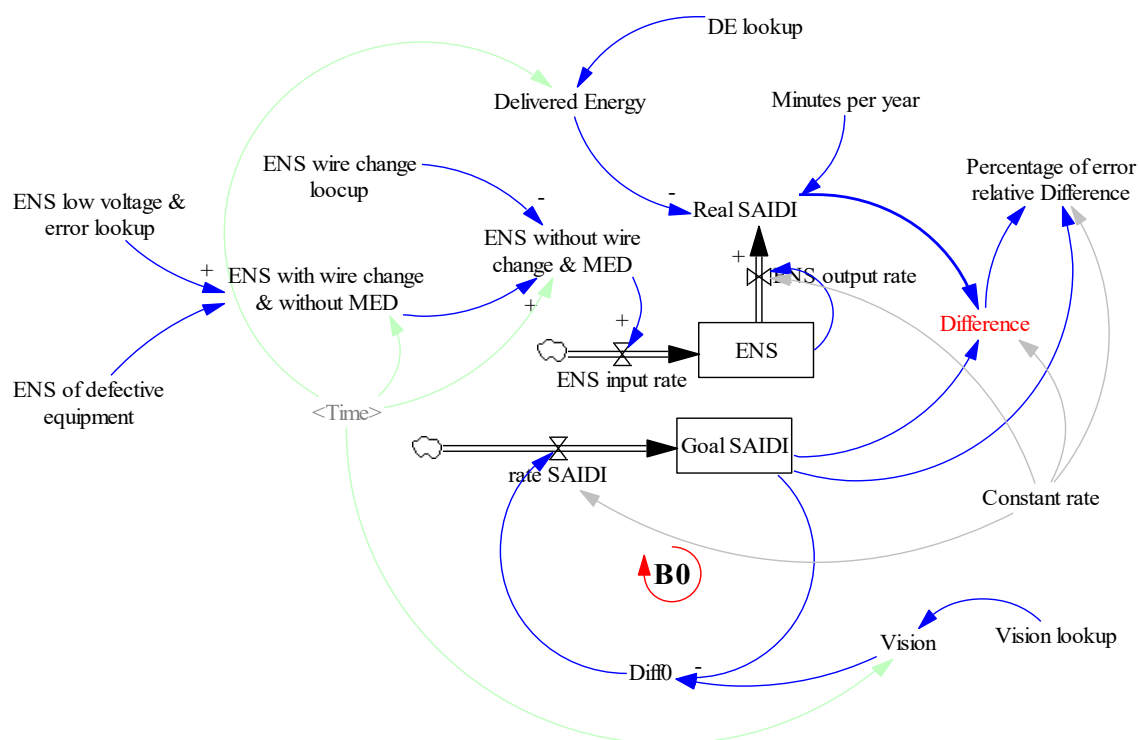 DE lookup
Delivered Energy
Minutes per year
ENS wire change
loocup
Percentage of error
relative Difference
ENS low voltage &
error lookup
-
-
Real SAIDI
ENS without wire
change & MED
+
+
ENS with wire change
& without MED
ENS output rate
+
+
Difference
ENS
ENS input rate
ENS of defective
equipment
<Time>
Goal SAIDI
rate SAIDI
Constant rate
B0
Vision lookup
Vision
-
Diff0